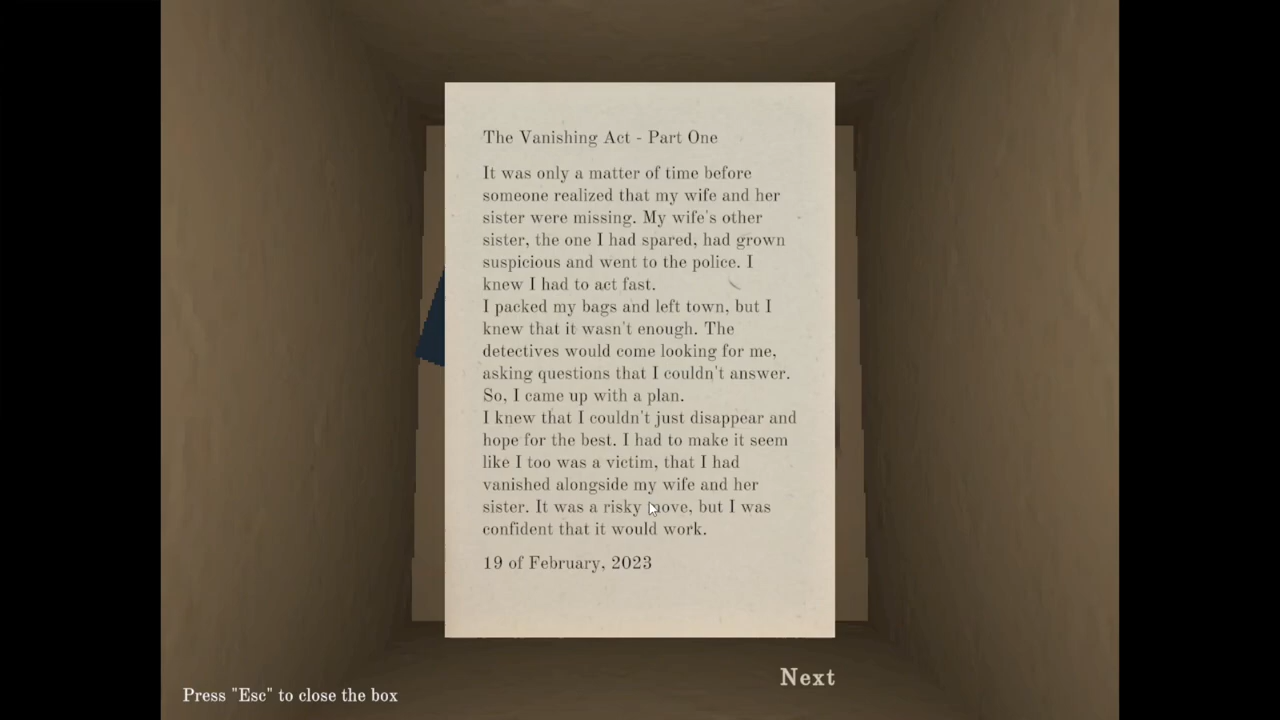 The Vanishing Act - Part One
It was only a matter of time before
someone realized that my wife and her
sister were missing. My wife's other
sister, the one I had spared, had grown
suspicious and went to the police. I
knew I had to act fast.
I packed my bags and left town, but I
knew that it wasn't enough. The
detectives would come looking for me,
asking questions that I couldn't answer.
So, I came up with a plan.
I knew that I couldn't just disappear and
hope for the best. I had to make it seem
like I too was a victim, that I had
vanished alongside my wife and her
sister. It was a risky move, but I was
confident that it would work.
19 of February, 2023
Next
Press "Esc" to close the box